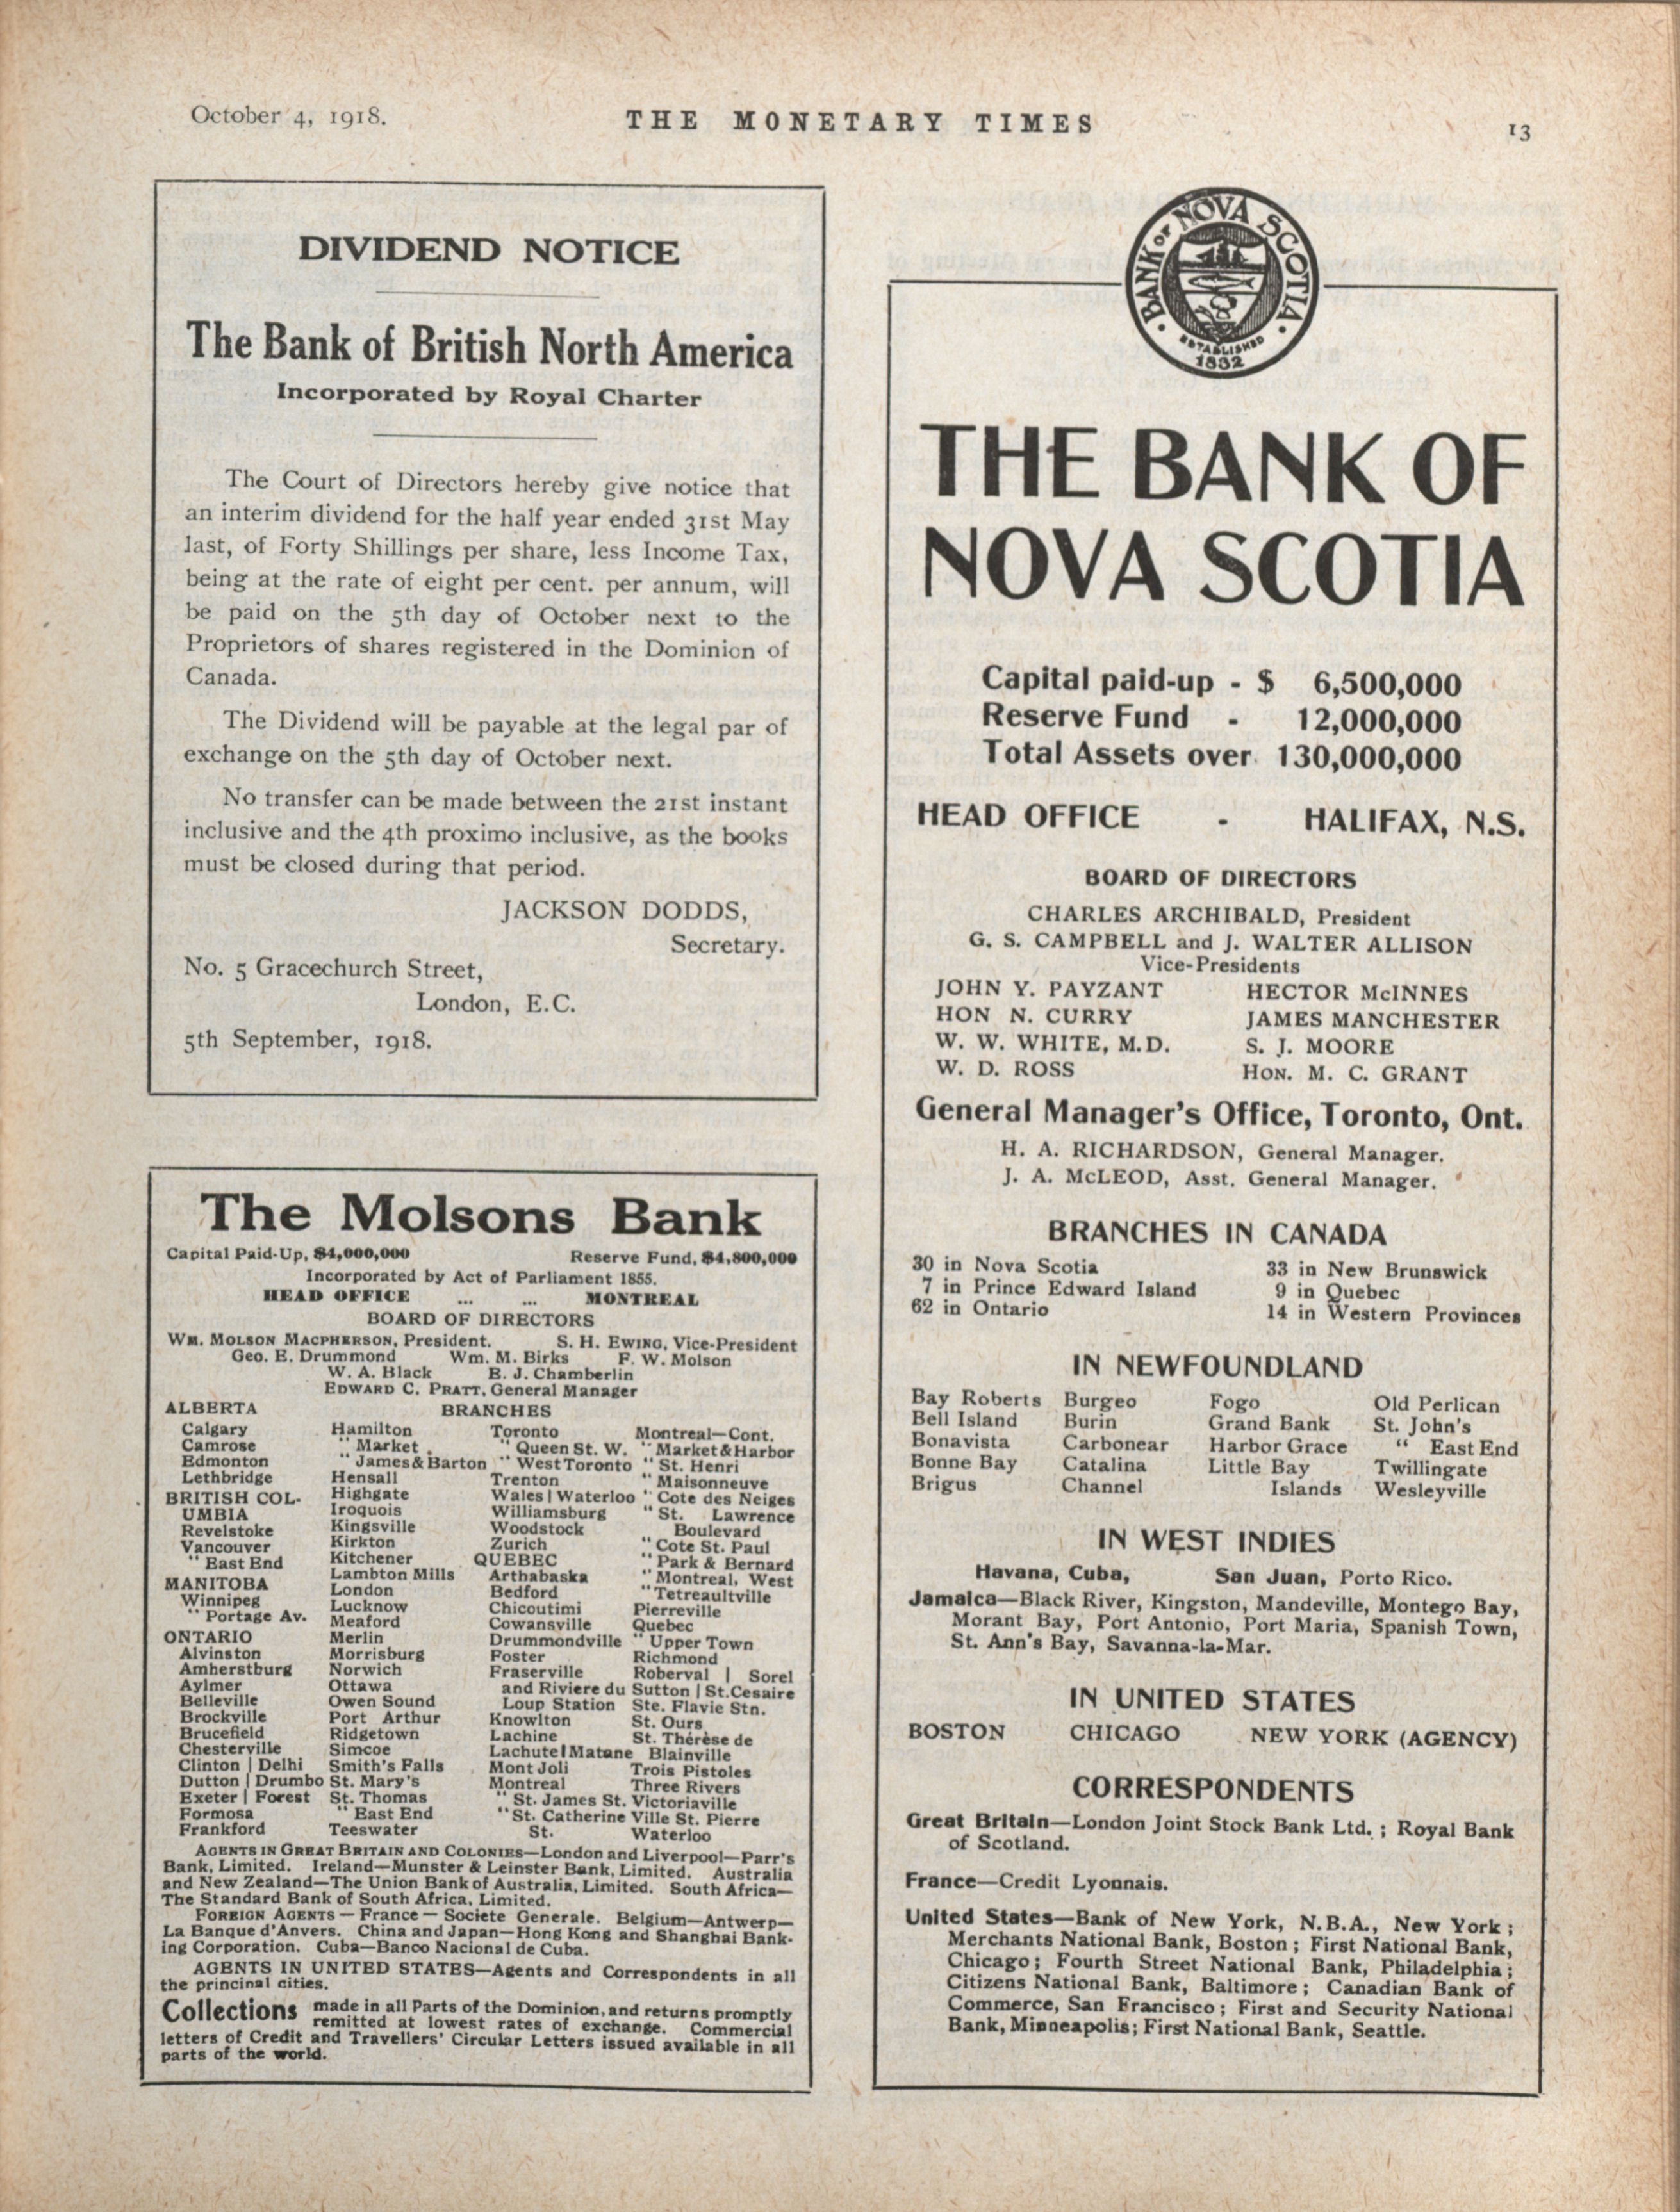 October 4, 1918.
THE MONETARY TIMES
13
DIVIDEND NOTICE
The Bank of British North America
Incorporated by Royal Charter
The Court of Directors hereby give notice that
an interim dividend for the half year ended 31st May
last, of Forty Shillings per share, less Income Tax,
being at the rate of eight per cent. per annum, will
be paid on the 5th day of October next to the
Proprietors of shares registered in the Dominion of
Canada.
The Dividend will be payable at the legal par of
exchange on the 5th day of October next.
No transfer can be made between the 21st instant
inclusive and the 4th proximo inclusive, as the books
must be closed during that period.
JACKSON DODDS,
Secretary.
No. 5 Gracechurch Street,
London, E.C.
5th September, 1918.
The Molsons Bank
Capital Paid-Up, $4,000,000 Reserve Fund, $4,800,000
Incorporated by Act of Parliament 1855.
HEAD OFFICE ... ... MONTREAL
BOARD OF DIRECTORS
WM. MOLSON MACPHERSON, President. S. H. EWING, Vice-President
Geo. E. Drummond Wm. M. Birks F. W. Molson
W. A. Black E. J. Chamberlin
EDWARD C. PRATT, General Manager
BRANCHES
ALBERTA
Calgary
Camrose
Edmonton
Lethbridge
BRITISH COL-
UMBIA
Revelstoke
Vancouver
" East End
MANITOBA
Winnipeg
" Portage Av.
ONTARIO
Alvinston
Amherstburg
Aylmer
Belleville
Brockville
Brucefield
Chesterville
Clinton | Delhi
Dutton | Drumbo
Exeter | Forest
Formosa
Frankford
Hamilton
" Market
" James & Barton
Hensall
Highgate
Iroquois
Kingsville
Kirkton
Kitchener
Lambton Mills
London
Lucknow
Meaford
Merlin
Morrisburg
Norwich
Ottawa
Owen Sound
Port Arthur
Ridgetown
Simcoe
Smith's Falls
St. Mary's
St. Thomas
" East End
Teeswater
Toronto
" Queen St. W.
" West Toronto
Trenton
Wales | Waterloo
Williamsburg
Woodstock
Zurich
QUEBEC
Arthabaska
Bedford
Chicoutimi
Cowansville
Drummondville
Foster
Fraserville
and Riviere du
Loup Station
Knowlton
Lachine
Lachute | Matane
Mont Joli
Montreal
" St. James St.
" St. Catherine
St.
Montreal—Cont.
" Market & Harbor
" St. Henri
" Maisonneuve
" Cote des Neiges
" St. Lawrence
Boulevard
" Cote St. Paul
" Park & Bernard
" Montreal, West
" Tetreaultville
Pierreville
Quebec
" Upper Town
Richmond
Roberval | Sorel
Sutton | St. Cesaire
Ste. Flavie Stn.
St. Ours
St. Thérèse de
Blainville
Trois Pistoles
Three Rivers
Victoriaville
Ville St. Pierre
Waterloo
AGENTS IN GREAT BRITAIN AND COLONIES—London and Liverpool—Parr's
Bank, Limited. Ireland—Munster & Leinster Bank, Limited. Australia
and New Zealand—The Union Bank of Australia, Limited. South Africa—
The Standard Bank of South Africa, Limited.
FOREIGN AGENTS — France — Societe Generale. Belgium—Antwerp—
La Banque d'Anvers. China and Japan—Hong Kong and Shanghai Bank-
ing Corporation. Cuba—Banco Nacional de Cuba.
AGENTS IN UNITED STATES—Agents and Correspondents in all
the principal cities.
Collections made in all Parts of the Dominion, and returns promptly
remitted at lowest rates of exchange. Commercial
letters of Credit and Travellers' Circular Letters issued available in all
parts of the world.
BANK OF NOVA SCOTIA
ESTABLISHED
1832
THE BANK OF
NOVA SCOTIA
Capital paid-up - $ 6,500,000
Reserve Fund - 12,000,000
Total Assets over 130,000,000
HEAD OFFICE - HALIFAX, N.S.
BOARD OF DIRECTORS
CHARLES ARCHIBALD, President
G. S. CAMPBELL and J. WALTER ALLISON
Vice-Presidents
JOHN Y. PAYZANT HECTOR McINNES
HON N. CURRY JAMES MANCHESTER
W. W. WHITE, M.D. S. J. MOORE
W. D. ROSS HON. M. C. GRANT
General Manager's Office, Toronto, Ont.
H. A. RICHARDSON, General Manager.
J. A. McLEOD, Asst. General Manager.
BRANCHES IN CANADA
30 in Nova Scotia 33 in New Brunswick
7 in Prince Edward Island 9 in Quebec
62 in Ontario 14 in Western Provinces
IN NEWFOUNDLAND
Bay Roberts Burgeo Fogo Old Perlican
Bell Island Burin Grand Bank St. John's
Bonavista Carbonear Harbor Grace " East End
Bonne Bay Catalina Little Bay Twillingate
Brigus Channel Islands Wesleyville
IN WEST INDIES
Havana, Cuba, San Juan, Porto Rico.
Jamaica—Black River, Kingston, Mandeville, Montego Bay,
Morant Bay, Port Antonio, Port Maria, Spanish Town,
St. Ann's Bay, Savanna-la-Mar.
IN UNITED STATES
BOSTON CHICAGO NEW YORK (AGENCY)
CORRESPONDENTS
Great Britain—London Joint Stock Bank Ltd. ; Royal Bank
of Scotland.
France—Credit Lyonnais.
United States—Bank of New York, N.B.A., New York ;
Merchants National Bank, Boston ; First National Bank,
Chicago ; Fourth Street National Bank, Philadelphia ;
Citizens National Bank, Baltimore ; Canadian Bank of
Commerce, San Francisco ; First and Security National
Bank, Minneapolis; First National Bank, Seattle.